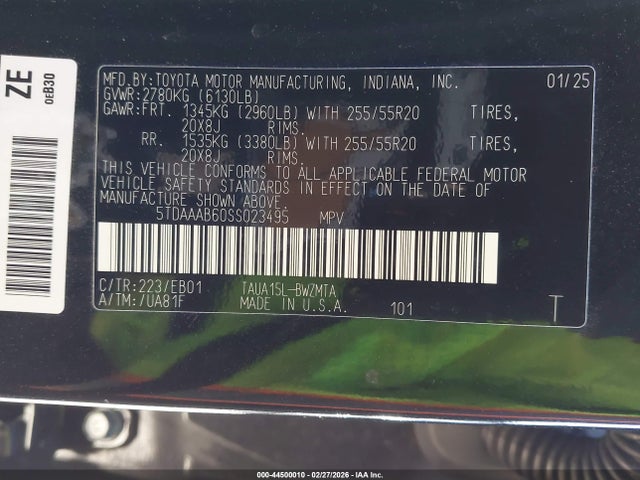 ZE
0EB30
MFD.BY:TOYOTA MOTOR MANUFACTURING, INDIANA, INC. 01/25
GVWR:2780KG (6130LB)
GAWR:FRT. 1345KG (2960LB) WITH 255/55R20 TIRES,
20X8J RIMS.
RR. 1535KG (3380LB) WITH 255/55R20 TIRES,
20X8J RIMS.
THIS VEHICLE CONFORMS TO ALL APPLICABLE FEDERAL MOTOR
VEHICLE SAFETY STANDARDS IN EFFECT ON THE DATE OF
MANUFACTURE SHOWN ABOVE.
5TDAAAB60SS023495 MPV
C/TR:223/EB01 TAUA15L-BWZMTA
A/TM:/UA81F MADE IN U.S.A. 101 T
000-44500010 - 02/27/2026 - IAA Inc.